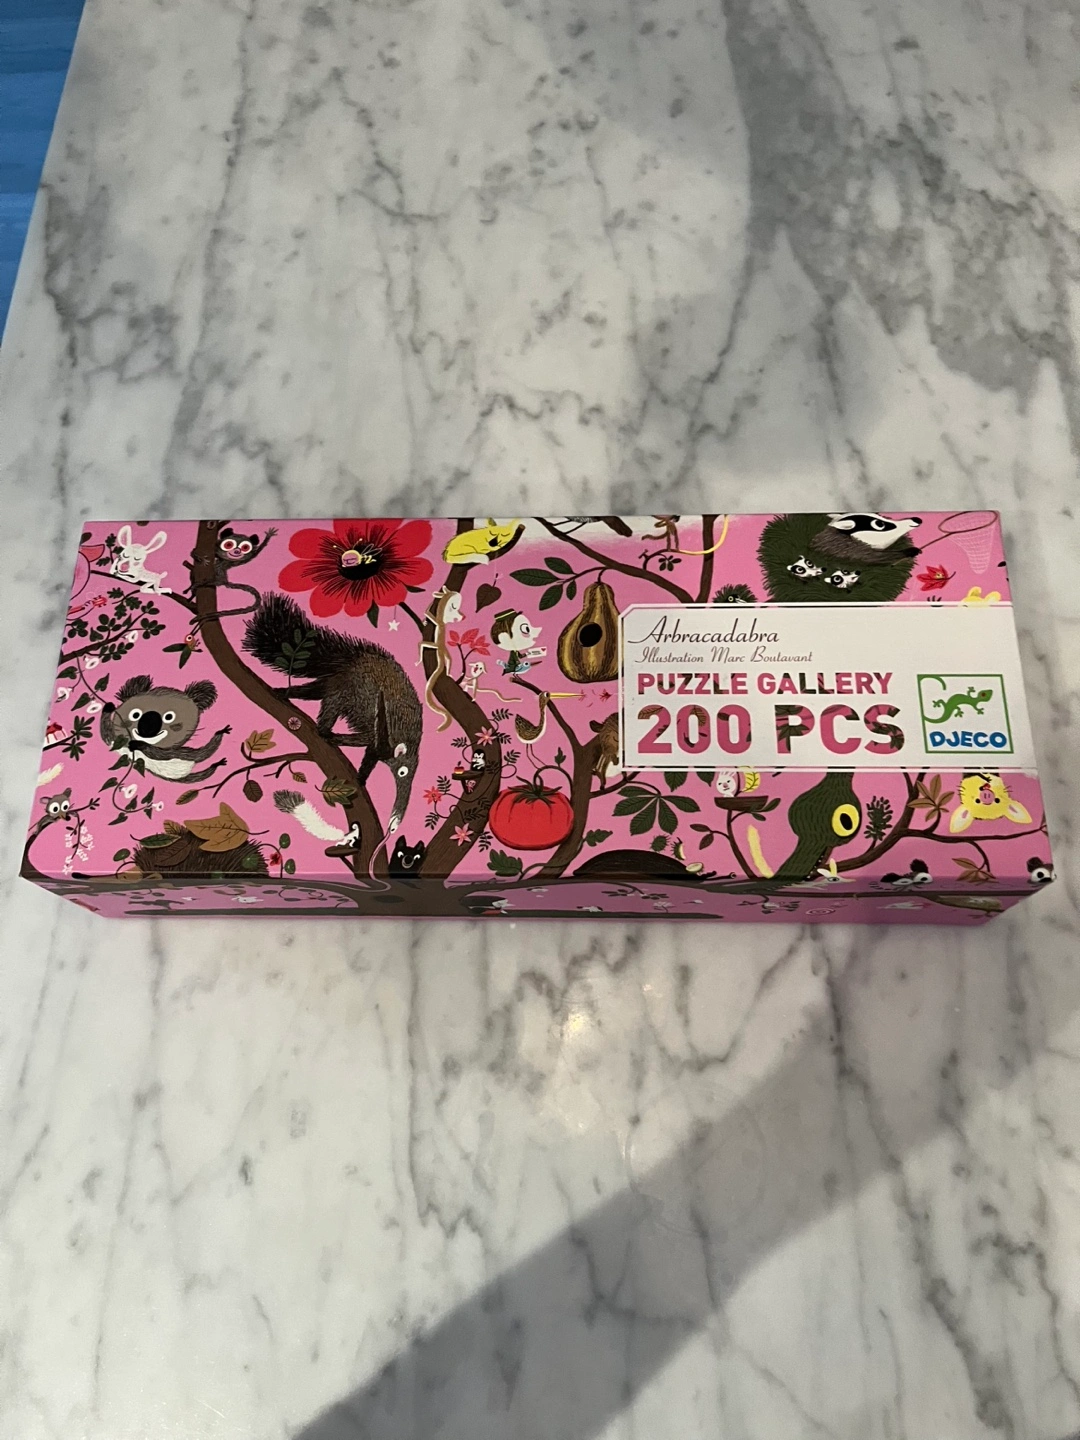 Arbracadabra
Illustration Marc Boutavant
PUZZLE GALLERY
200 PCS
DJECO